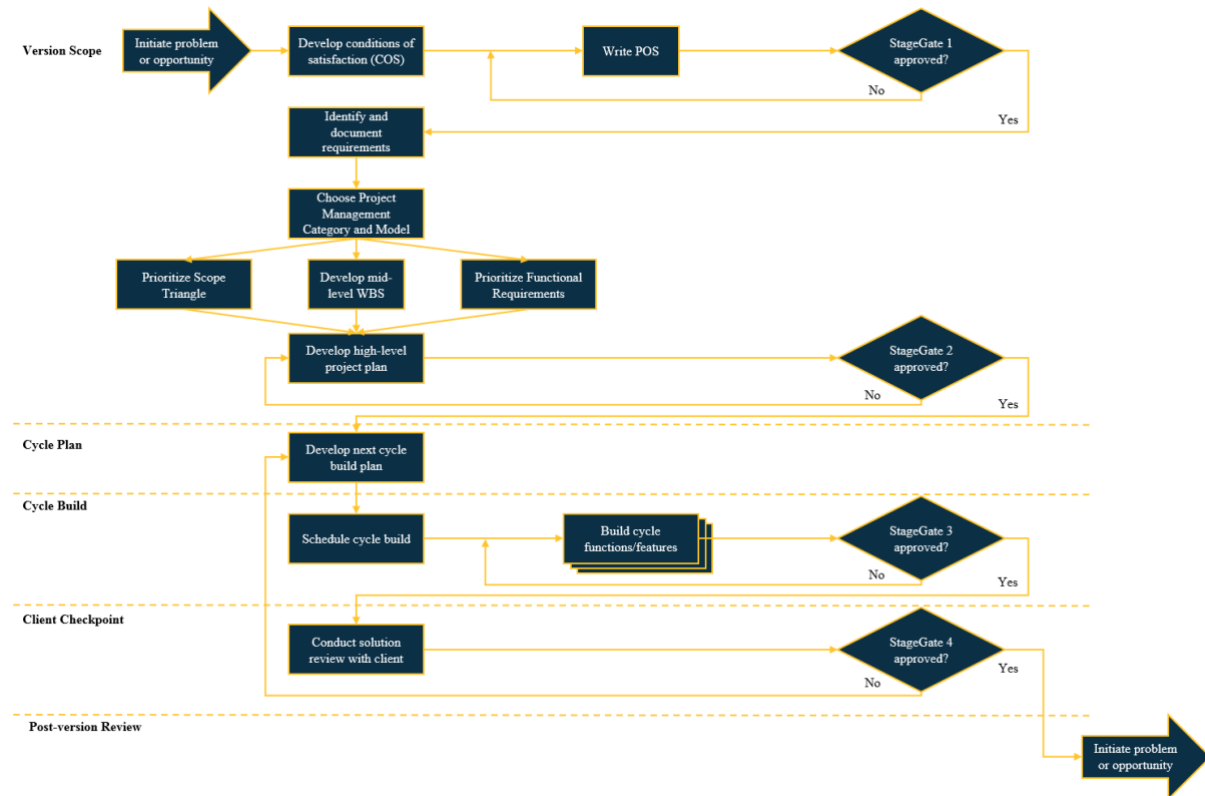 Version Scope
Initiate problem
or opportunity
Develop conditions of
satisfaction (COS)
Write POS
StageGate 1
approved?
No
Yes
Identify and
document
requirements
Choose Project
Management
Category and Model
Prioritize Scope
Triangle
Develop mid-
level WBS
Prioritize Functional
Requirements
Develop high-level
project plan
StageGate 2
approved?
No
Yes
Cycle Plan
Develop next cycle
build plan
Cycle Build
Schedule cycle build
Build cycle
functions/features
StageGate 3
approved?
No
Yes
Client Checkpoint
Conduct solution
review with client
StageGate 4
approved?
No
Yes
Post-version Review
Initiate problem
or opportunity